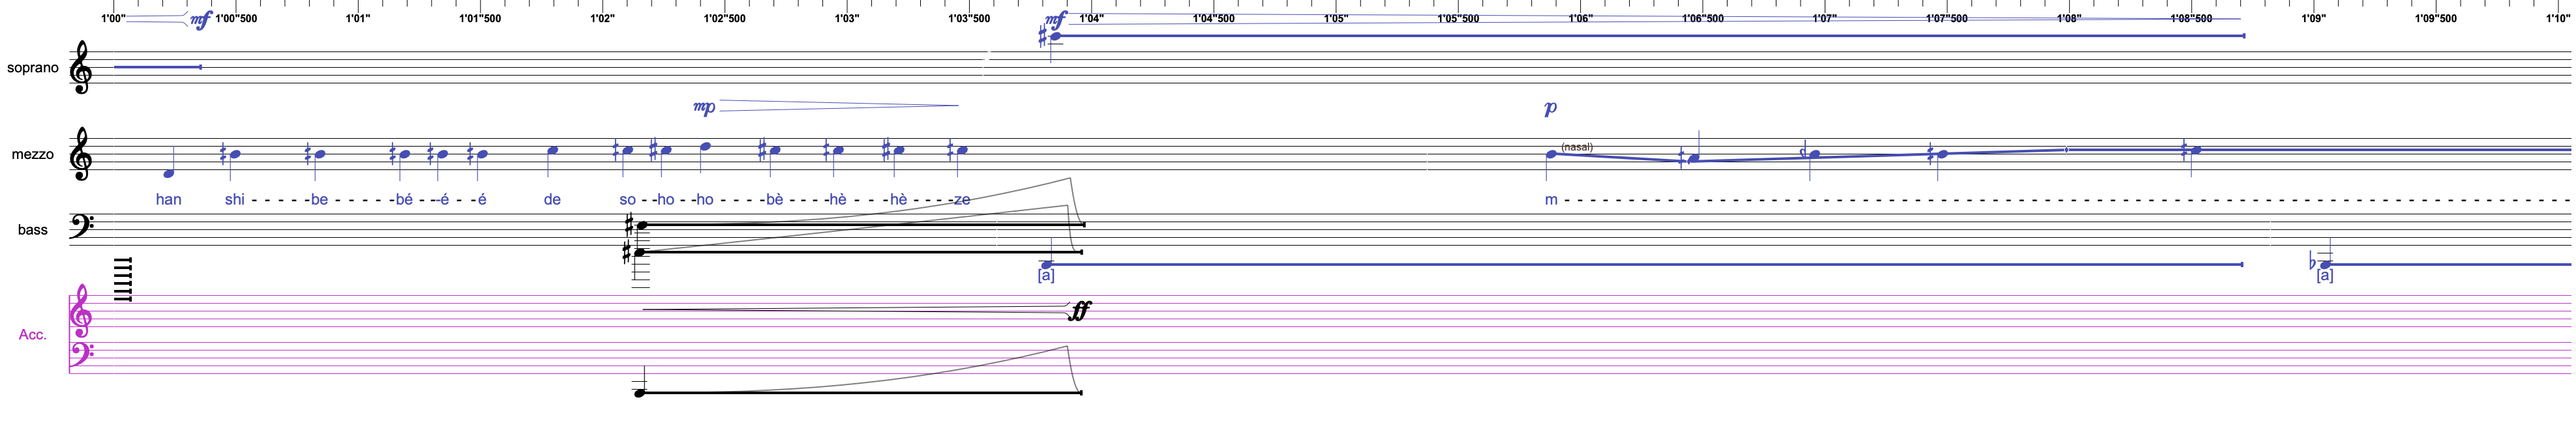 1'00" 1'00"500 1'01" 1'01"500 1'02" 1'02"500 1'03" 1'03"500 1'04" 1'04"500 1'05" 1'05"500 1'06" 1'06"500 1'07" 1'07"500 1'08" 1'08"500 1'09" 1'09"500 1'10"
mf mf
soprano
mp p
mezzo (nasal)
han shi - - - - - -be - - - - - -bé - -é - - -é de so - -ho - -ho - - - - -bè - - - -hè - - - -hè - - - -ze m - - - - - - - - - - - - - - - - - - - - - - - - - - - - - - - - - - - - - - - - - - - - - - - - - - - - - - - - -
bass
[a] [a]
ff
Acc.